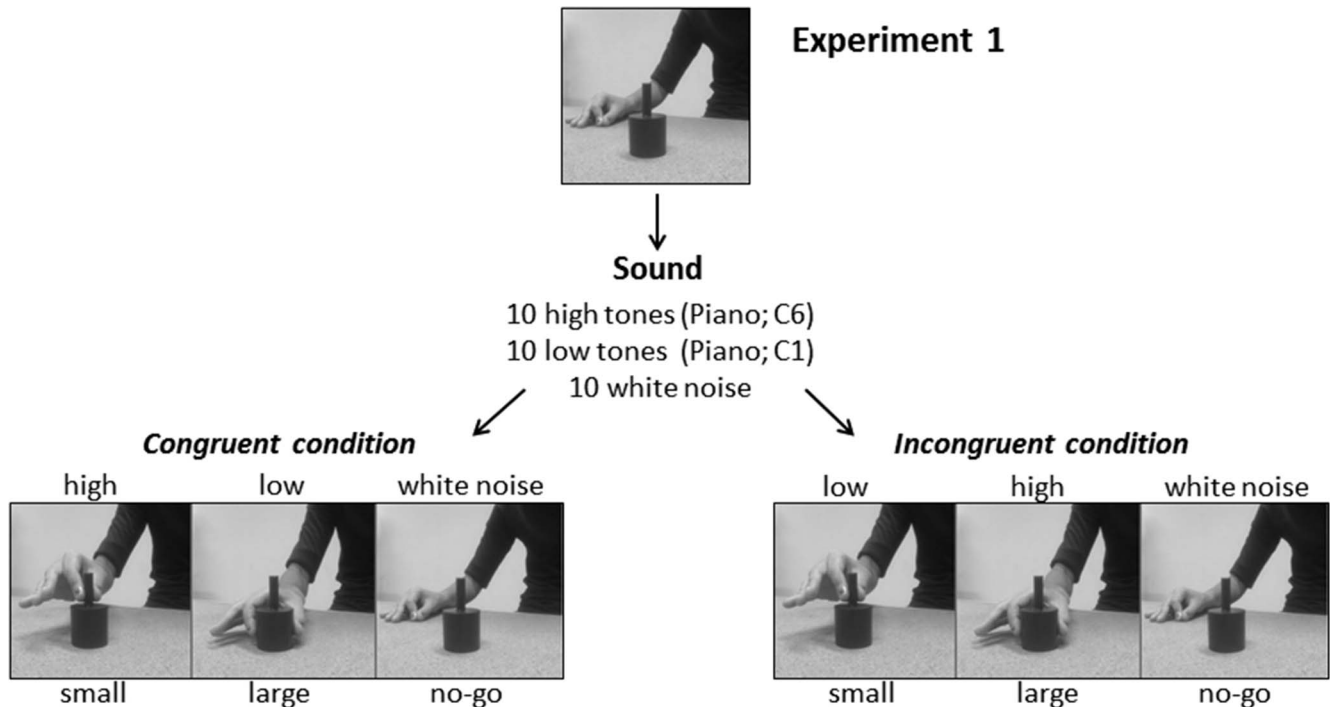 Experiment 1
Sound
10 high tones (Piano; C6)
10 low tones (Piano; C1)
10 white noise
Congruent condition
high low white noise
small large no-go
Incongruent condition
low high white noise
small large no-go